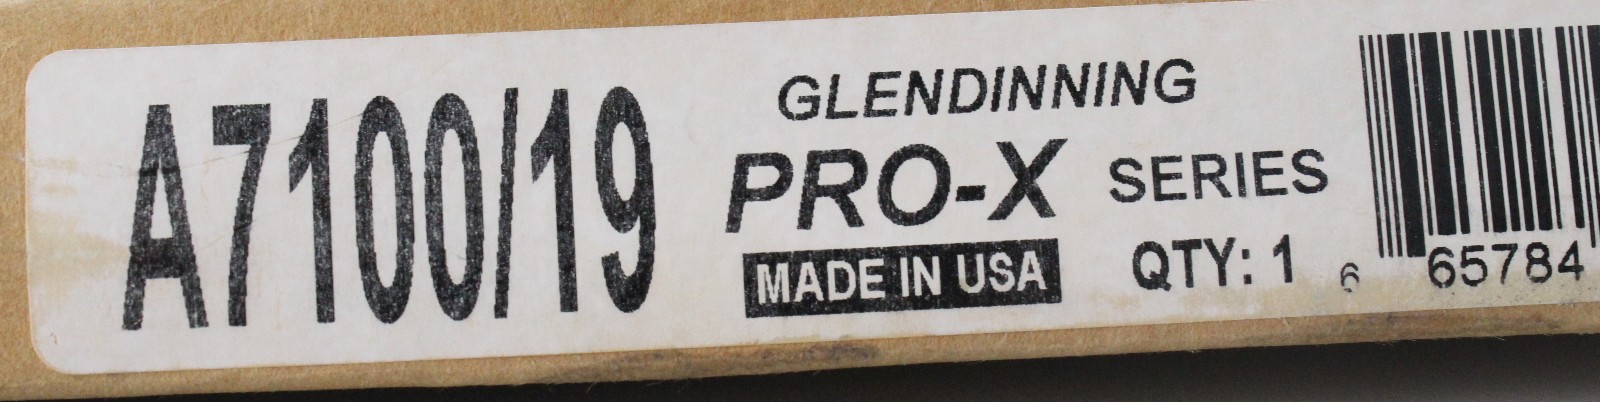 A7100/19
GLENDINNING
PRO-X SERIES
MADE IN USA
QTY: 1
6 65784